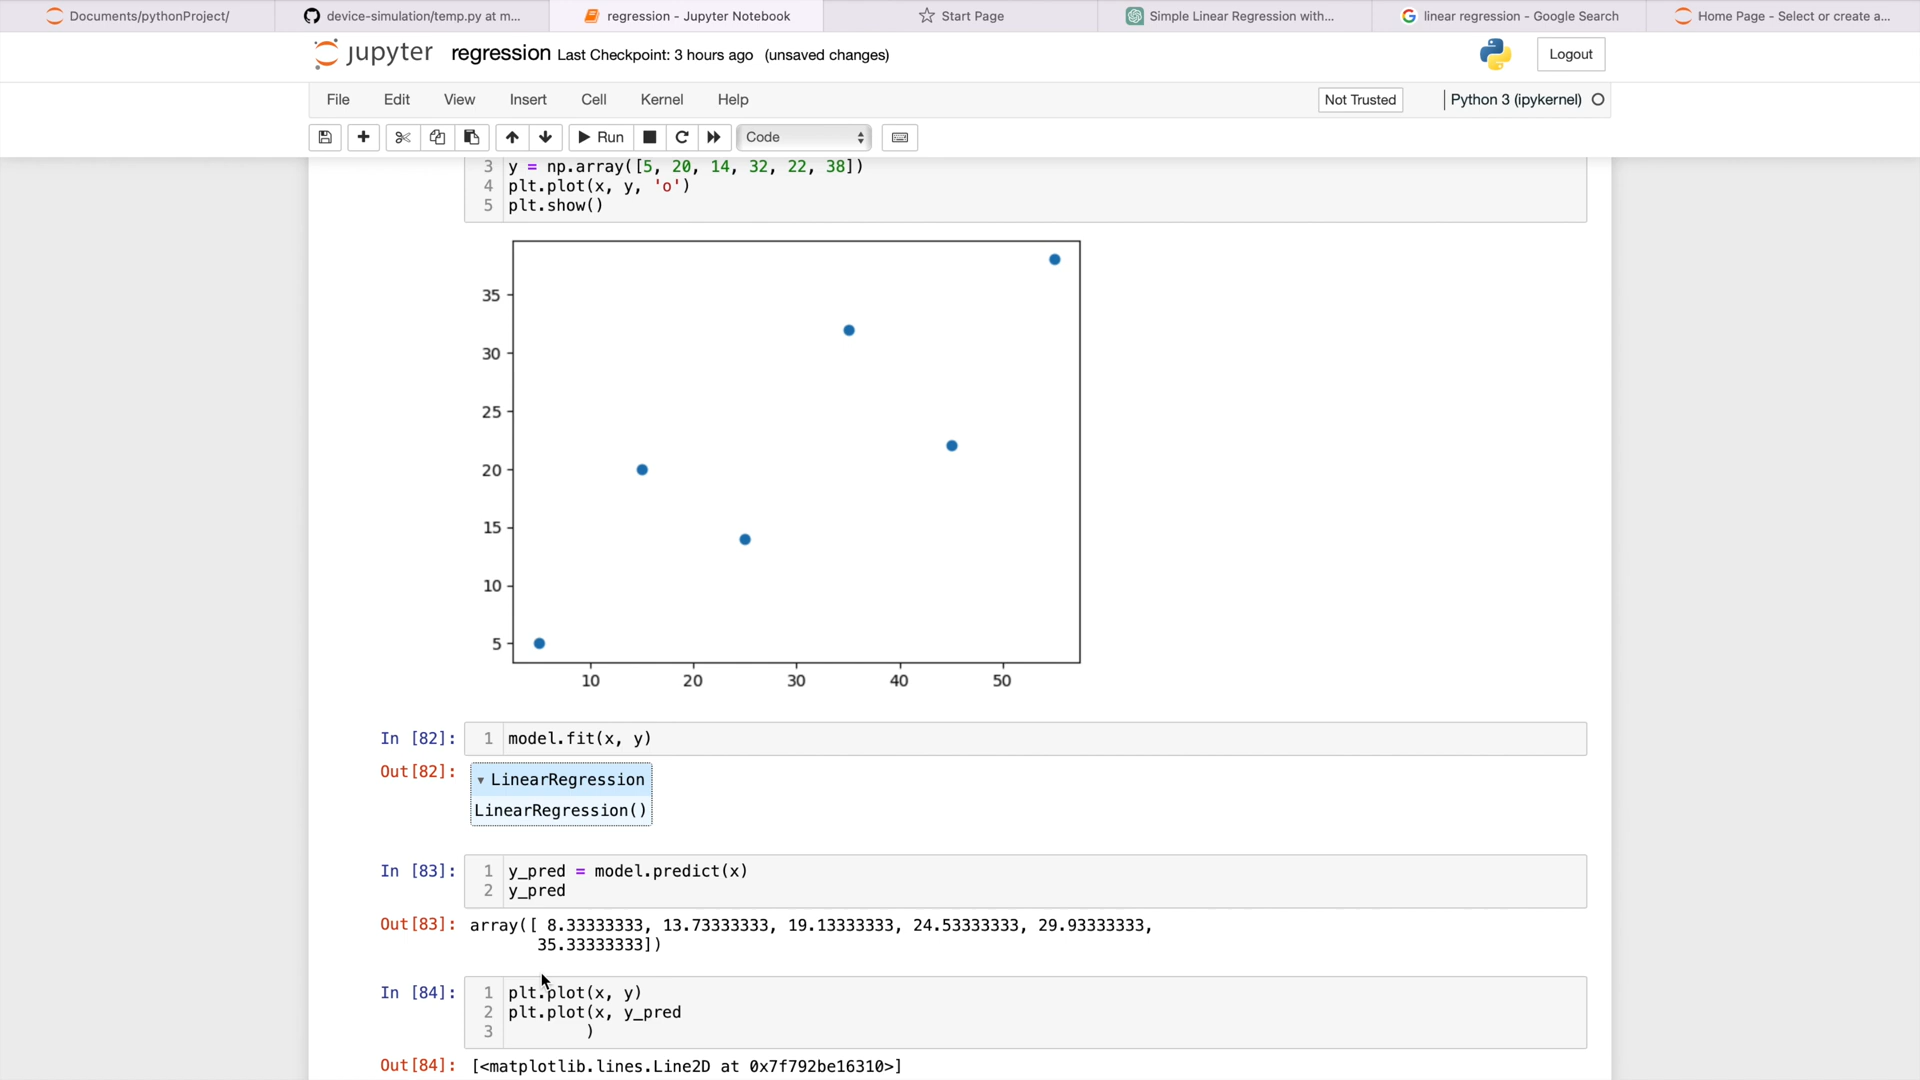 Documents/pythonProject/
device-simulation/temp.py at m...
regression - Jupyter Notebook
Start Page
Simple Linear Regression with...
linear regression - Google Search
Home Page - Select or create a...
jupyter regression Last Checkpoint: 3 hours ago (unsaved changes)
Logout
File Edit View Insert Cell Kernel Help
Not Trusted
Python 3 (ipykernel)
Run
Code
3 y = np.array([5, 20, 14, 32, 22, 38])
4 plt.plot(x, y, 'o')
5 plt.show()
35
30
25
20
15
10
5
10 20 30 40 50
In [82]: 1 model.fit(x, y)
Out[82]: ▾ LinearRegression
LinearRegression()
In [83]: 1 y_pred = model.predict(x)
2 y_pred
Out[83]: array([ 8.33333333, 13.73333333, 19.13333333, 24.53333333, 29.93333333,
35.33333333])
In [84]: 1 plt.plot(x, y)
2 plt.plot(x, y_pred
3 )
Out[84]: [<matplotlib.lines.Line2D at 0x7f792be16310>]